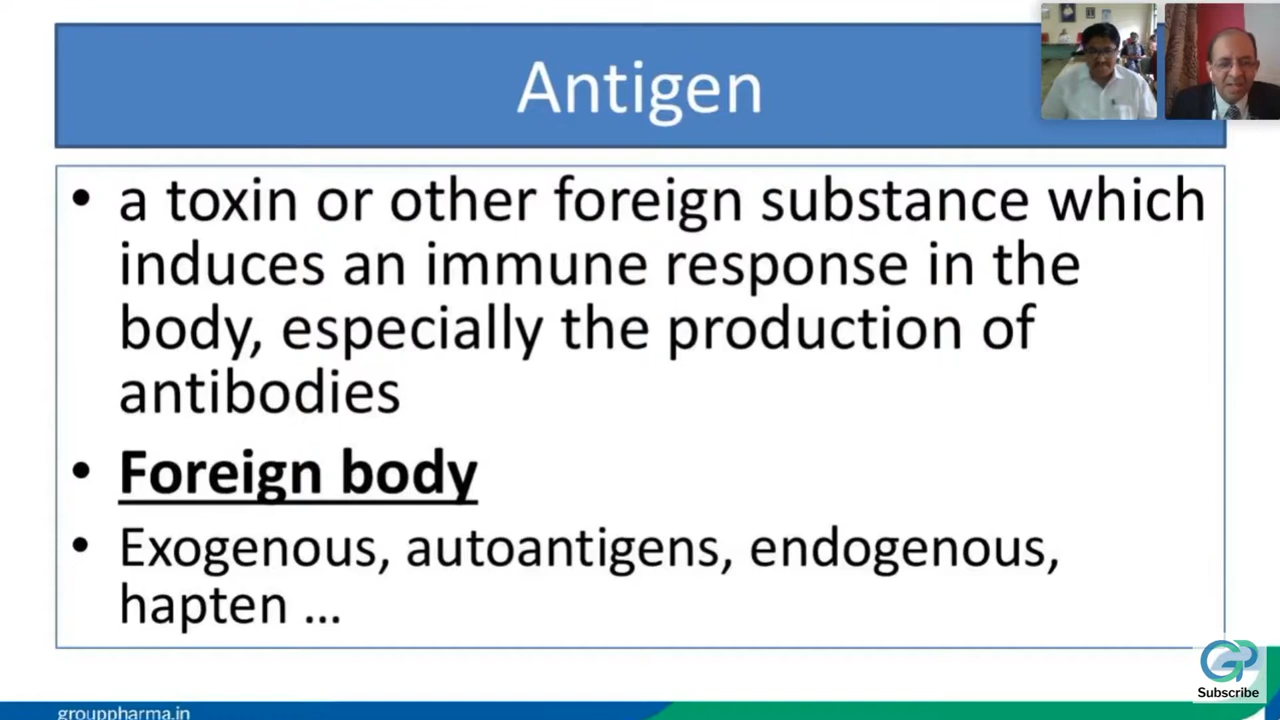 Antigen
• a toxin or other foreign substance which
induces an immune response in the
body, especially the production of
antibodies
• Foreign body
• Exogenous, autoantigens, endogenous,
hapten ...
GP
Subscribe
grouppharma.in